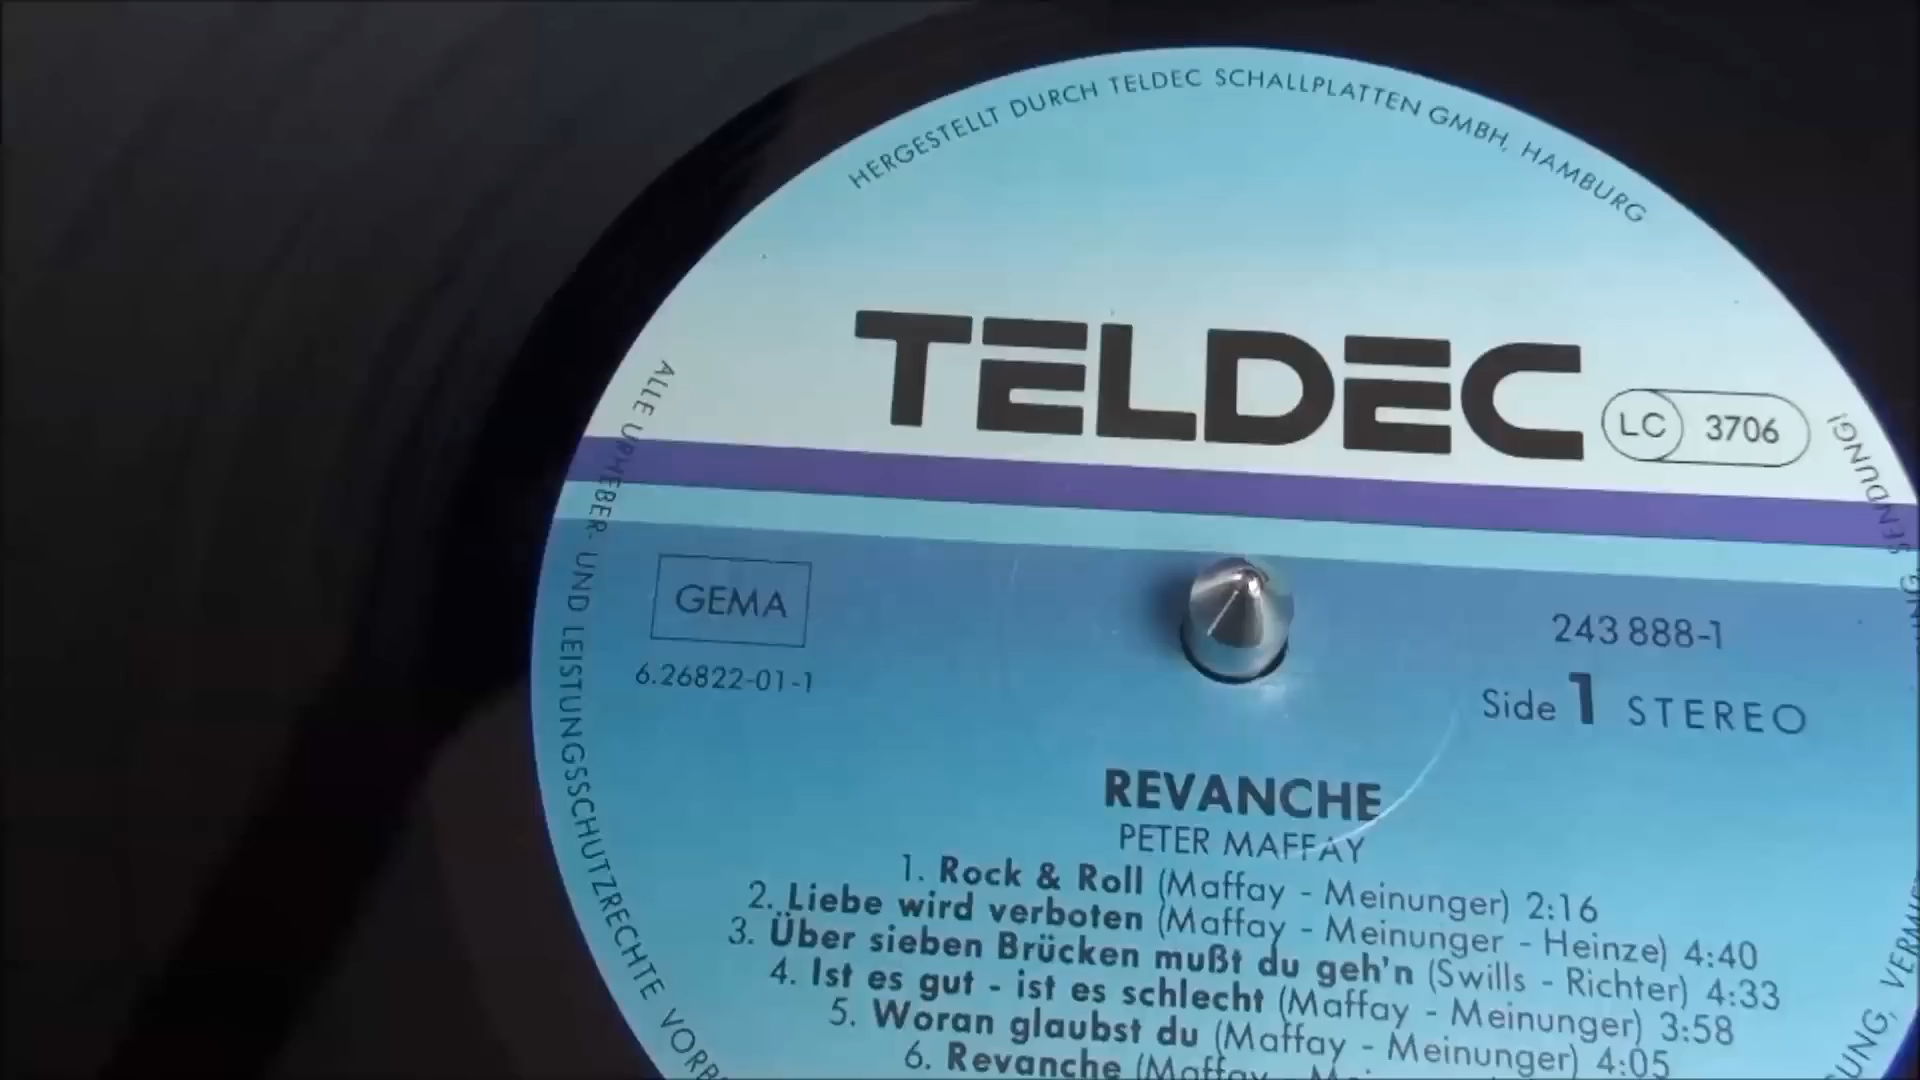 HERGESTELLT DURCH TELDEC SCHALLPLATTEN GMBH, HAMBURG
TELDEC
LC 3706
ALLE URHEBER- UND LEISTUNGSSCHUTZRECHTE
SENDUNG!
GEMA
6.26822-01-1
243 888-1
Side 1 STEREO
REVANCHE
PETER MAFFAY
1. Rock & Roll (Maffay - Meinunger) 2:16
2. Liebe wird verboten (Maffay - Meinunger - Heinze) 4:40
3. Über sieben Brücken mußt du geh'n (Swills - Richter) 4:33
4. Ist es gut - ist es schlecht (Maffay - Meinunger) 3:58
5. Woran glaubst du (Maffay - Meinunger) 4:05
6. Revanche (Maffay